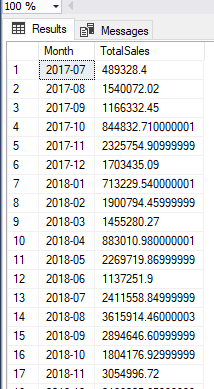 100 %
Results Messages
Month TotalSales
1 2017-07 489328.4
2 2017-08 1540072.02
3 2017-09 1166332.45
4 2017-10 844832.710000001
5 2017-11 2325754.90999999
6 2017-12 1703435.09
7 2018-01 713229.540000001
8 2018-02 1900794.45999999
9 2018-03 1455280.27
10 2018-04 883010.980000001
11 2018-05 2269719.86999999
12 2018-06 1137251.9
13 2018-07 2411558.84999999
14 2018-08 3615914.46000003
15 2018-09 2894646.60999999
16 2018-10 1804176.92999999
17 2018-11 3054996.72